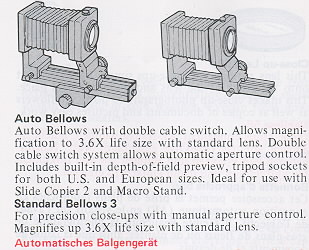 Auto Bellows
Auto Bellows with double cable switch. Allows magni-
fication to 3.6X life size with standard lens. Double
cable switch system allows automatic aperture control.
Includes built-in depth-of-field preview, tripod sockets
for both U.S. and European sizes. Ideal for use with
Slide Copier 2 and Macro Stand.
Standard Bellows 3
For precision close-ups with manual aperture control.
Magnifies up 3.6X life size with standard lens.
Automatisches Balgengerät